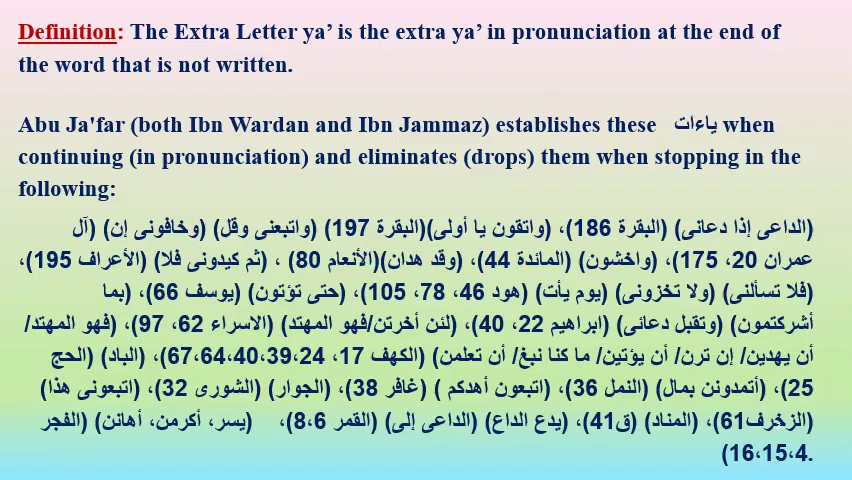 Definition: The Extra Letter ya’ is the extra ya’ in pronunciation at the end of
the word that is not written.
Abu Ja'far (both Ibn Wardan and Ibn Jammaz) establishes these ياءات when
continuing (in pronunciation) and eliminates (drops) them when stopping in the
following:
(الداعى إذا دعانى) (البقرة 186)، (واتقون يا أولى)(البقرة 197) (واتبعنى وقل) (وخافونى إن) (آل
عمران 20، 175)، (واخشون) (المائدة 44)، (وقد هدان)(الأنعام 80) ، (ثم كيدونى فلا) (الأعراف 195)،
(فلا تسألنى) (ولا تخزونى) (يوم يأت) (هود 46، 78، 105)، (حتى تؤتون) (يوسف 66)، (بما
أشركتمون) (وتقبل دعائى) (ابراهيم 22، 40)، (لئن أخرتن/فهو المهتد) (الاسراء 62، 97)، (فهو المهتد/
أن يهدين/ إن ترن/ أن يؤتين/ ما كنا نبغ/ أن تعلمن) (الكهف 17، 24،39،40،64،67)، (الباد) (الحج
25)، (أتمدونن بمال) (النمل 36)، (اتبعون أهدكم ) (غافر 38)، (الجوار) (الشورى 32)، (اتبعونى هذا)
(الزخرف61)، (المناد) (ق41)، (يدع الداع) (الداعى إلى) (القمر 6،8)، (يسر، أكرمن، أهانن) (الفجر
4،15،16).